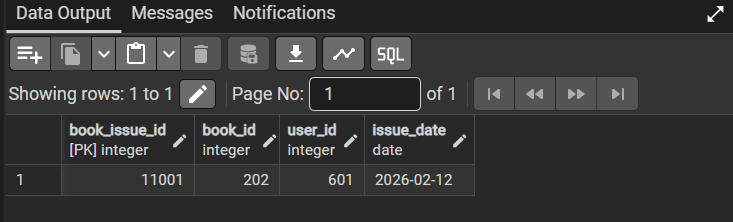 Data Output Messages Notifications
SQL
Showing rows: 1 to 1 Page No: 1 of 1
book_issue_id book_id user_id issue_date
[PK] integer integer integer date
1 11001 202 601 2026-02-12